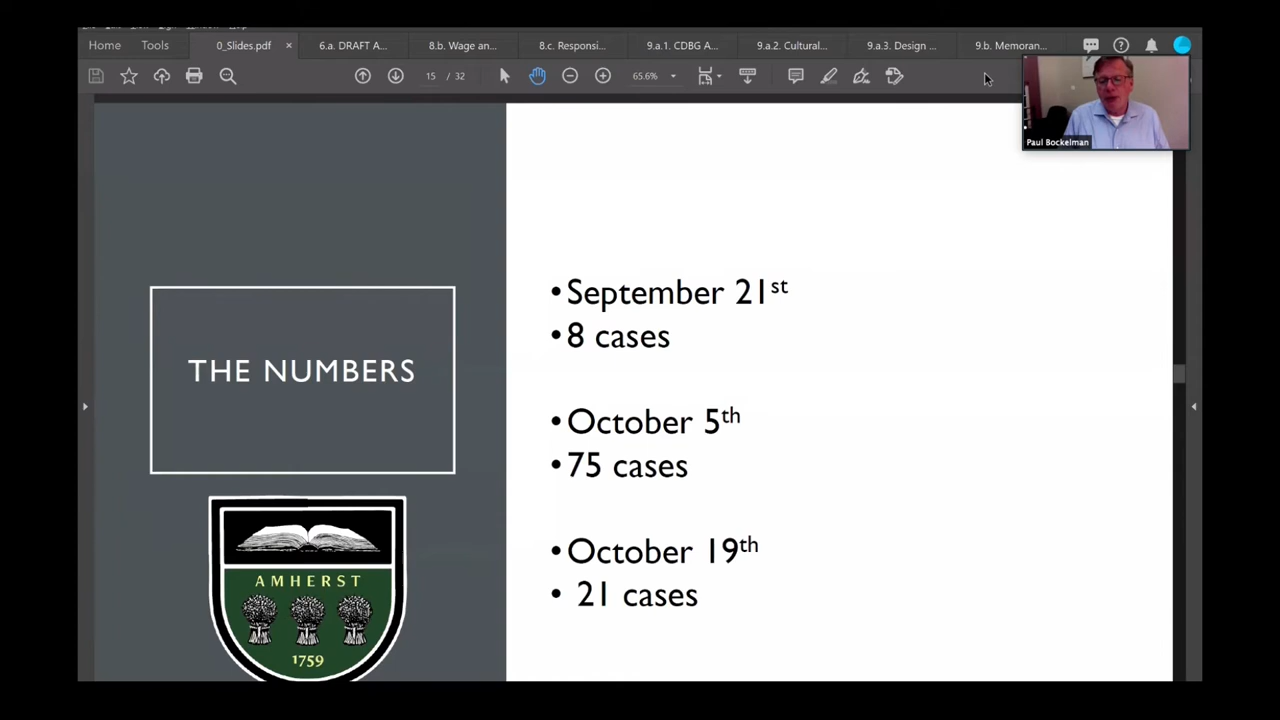 Home Tools 0_Slides.pdf × 6.a. DRAFT A... 8.b. Wage an... 8.c. Responsi... 9.a.1. CDBG A... 9.a.2. Cultural... 9.a.3. Design ... 9.b. Memoran...
15 / 32 65.6%
Paul Bockelman
THE NUMBERS
AMHERST
1759
•September 21st
•8 cases
•October 5th
•75 cases
•October 19th
• 21 cases